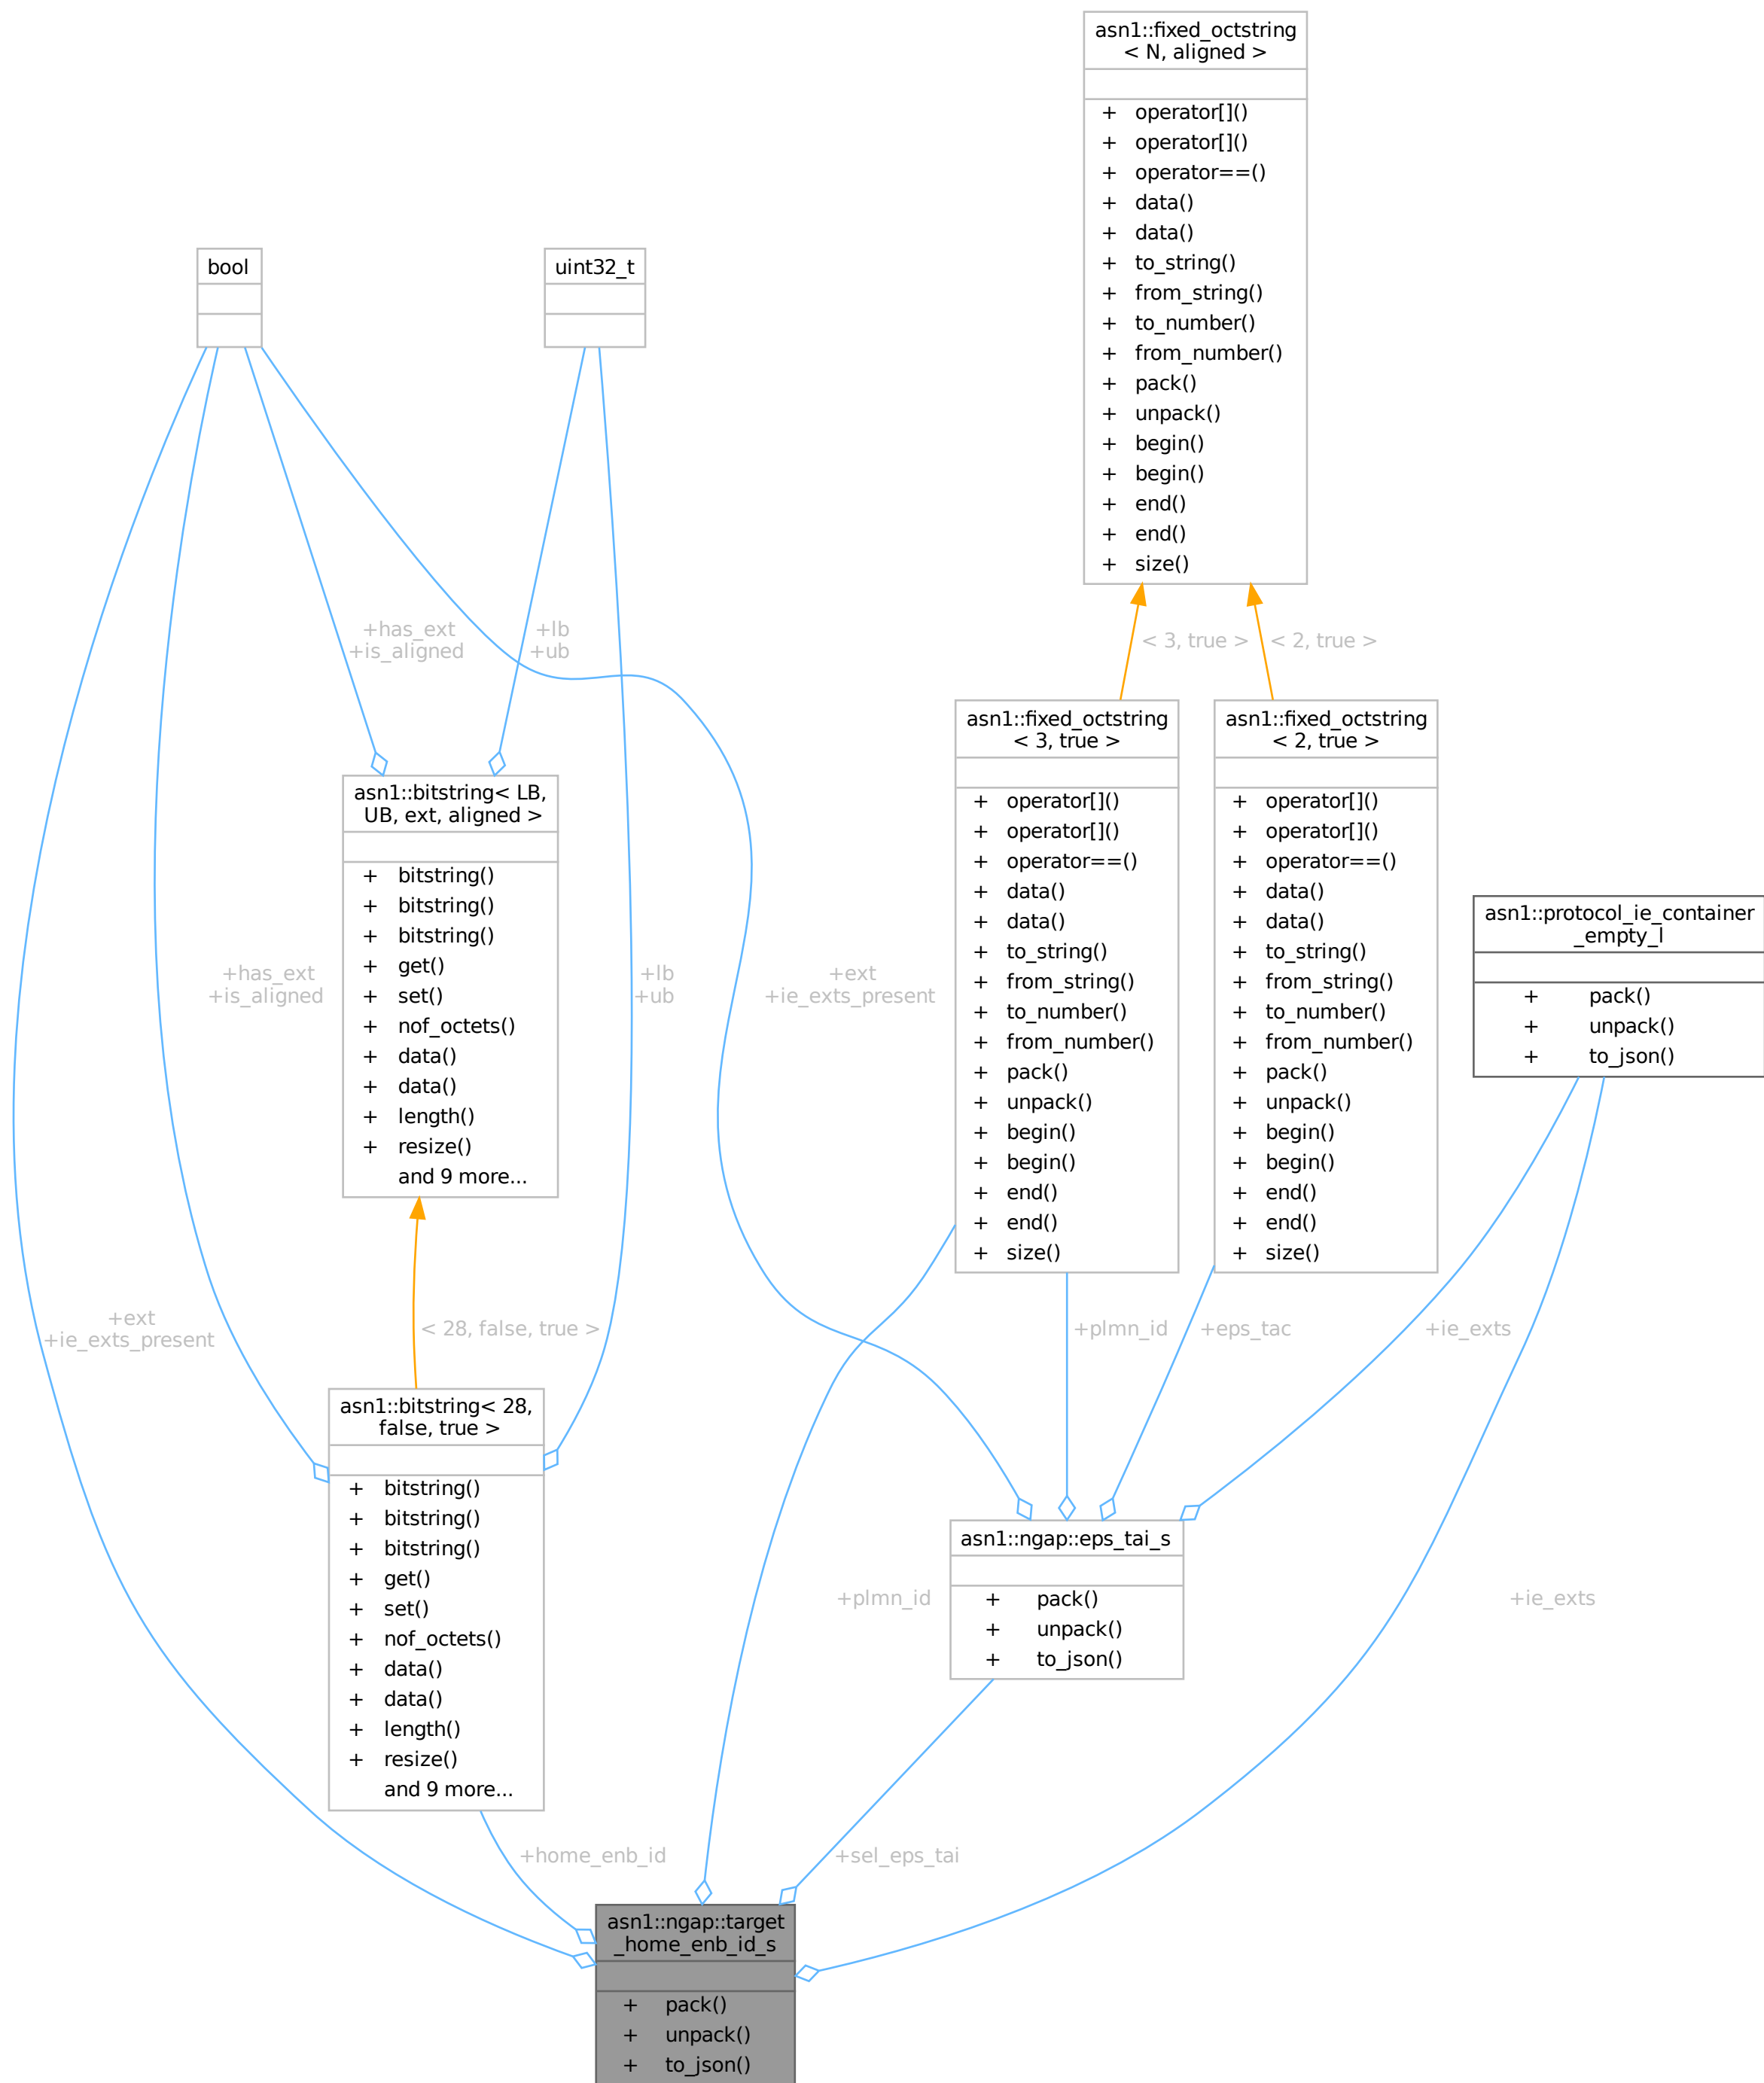 asn1::fixed_octstring
< N, aligned >
+ operator[]()
+ operator[]()
+ operator==()
+ data()
+ data()
+ to_string()
+ from_string()
+ to_number()
+ from_number()
+ pack()
+ unpack()
+ begin()
+ begin()
+ end()
+ end()
+ size()
bool
uint32_t
+has_ext
+is_aligned
+lb
+ub
< 3, true >
< 2, true >
asn1::fixed_octstring
< 3, true >
+ operator[]()
+ operator[]()
+ operator==()
+ data()
+ data()
+ to_string()
+ from_string()
+ to_number()
+ from_number()
+ pack()
+ unpack()
+ begin()
+ begin()
+ end()
+ end()
+ size()
asn1::fixed_octstring
< 2, true >
+ operator[]()
+ operator[]()
+ operator==()
+ data()
+ data()
+ to_string()
+ from_string()
+ to_number()
+ from_number()
+ pack()
+ unpack()
+ begin()
+ begin()
+ end()
+ end()
+ size()
asn1::bitstring< LB,
UB, ext, aligned >
+ bitstring()
+ bitstring()
+ bitstring()
+ get()
+ set()
+ nof_octets()
+ data()
+ data()
+ length()
+ resize()
and 9 more...
asn1::protocol_ie_container
_empty_l
+ pack()
+ unpack()
+ to_json()
+has_ext
+is_aligned
+lb
+ub
+ext
+ie_exts_present
+ext
+ie_exts_present
< 28, false, true >
+plmn_id
+eps_tac
+ie_exts
asn1::bitstring< 28,
false, true >
+ bitstring()
+ bitstring()
+ bitstring()
+ get()
+ set()
+ nof_octets()
+ data()
+ data()
+ length()
+ resize()
and 9 more...
asn1::ngap::eps_tai_s
+ pack()
+ unpack()
+ to_json()
+plmn_id
+ie_exts
+home_enb_id
+sel_eps_tai
asn1::ngap::target
_home_enb_id_s
+ pack()
+ unpack()
+ to_json()